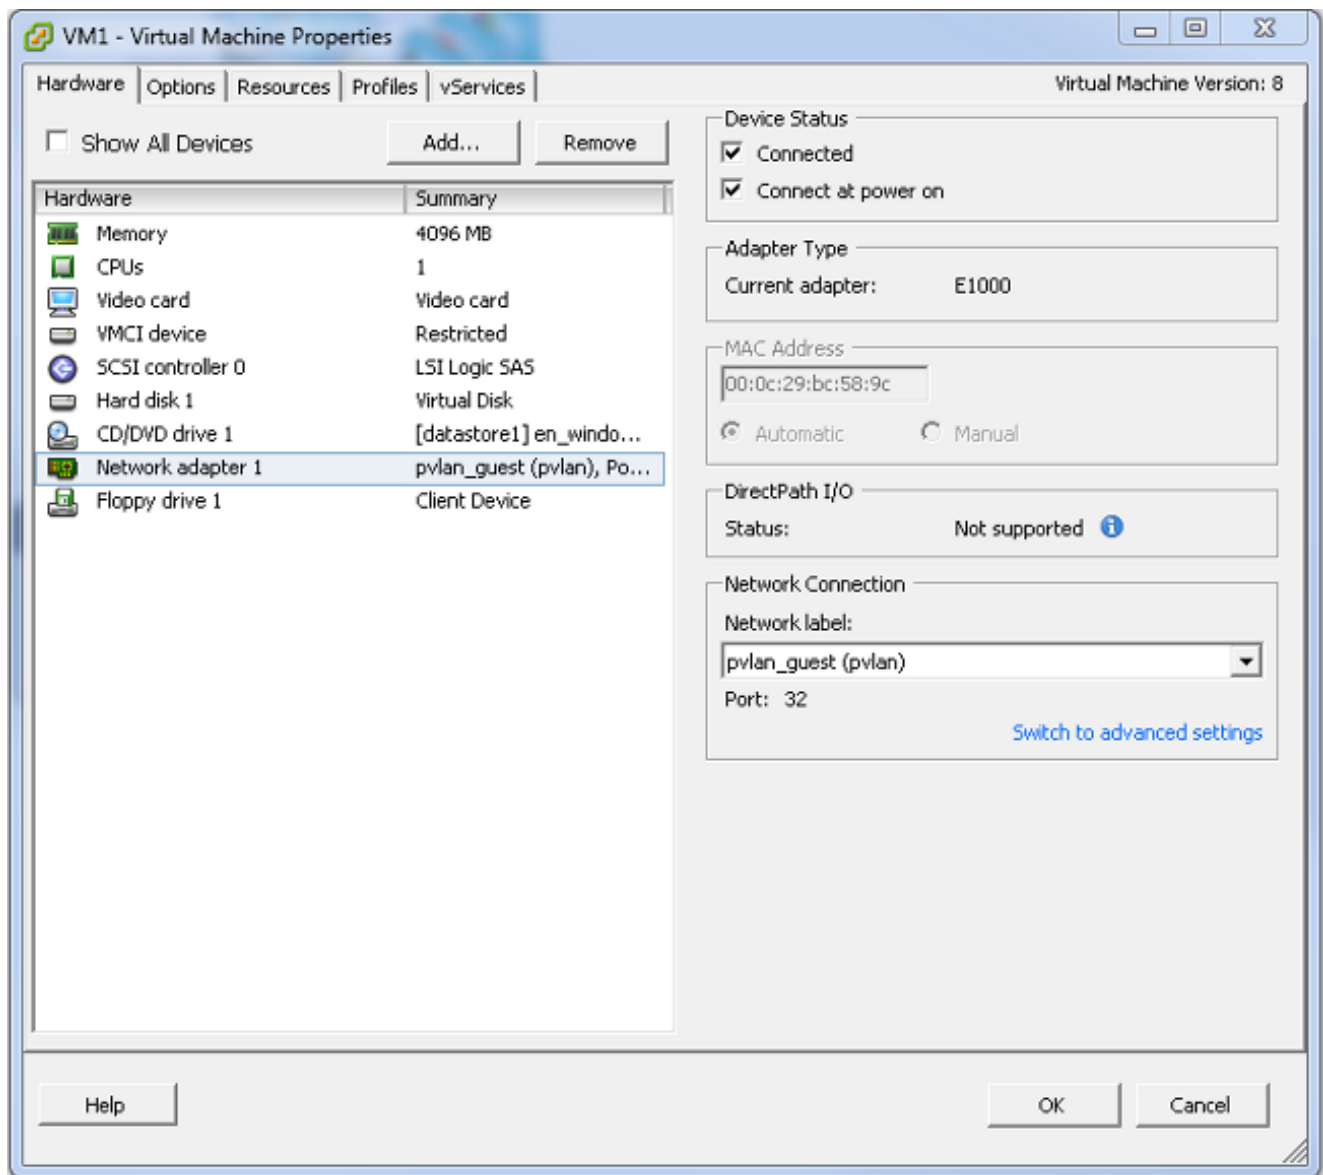 VM1 - Virtual Machine Properties
Hardware Options Resources Profiles vServices Virtual Machine Version: 8
Show All Devices Add... Remove
Hardware Summary
Memory 4096 MB
CPUs 1
Video card Video card
VMCI device Restricted
SCSI controller 0 LSI Logic SAS
Hard disk 1 Virtual Disk
CD/DVD drive 1 [datastore1] en_windo...
Network adapter 1 pvlan_guest (pvlan), Po...
Floppy drive 1 Client Device
Device Status
Connected
Connect at power on
Adapter Type
Current adapter: E1000
MAC Address
00:0c:29:bc:58:9c
Automatic Manual
DirectPath I/O
Status: Not supported
Network Connection
Network label:
pvlan_guest (pvlan)
Port: 32
Switch to advanced settings
Help OK Cancel